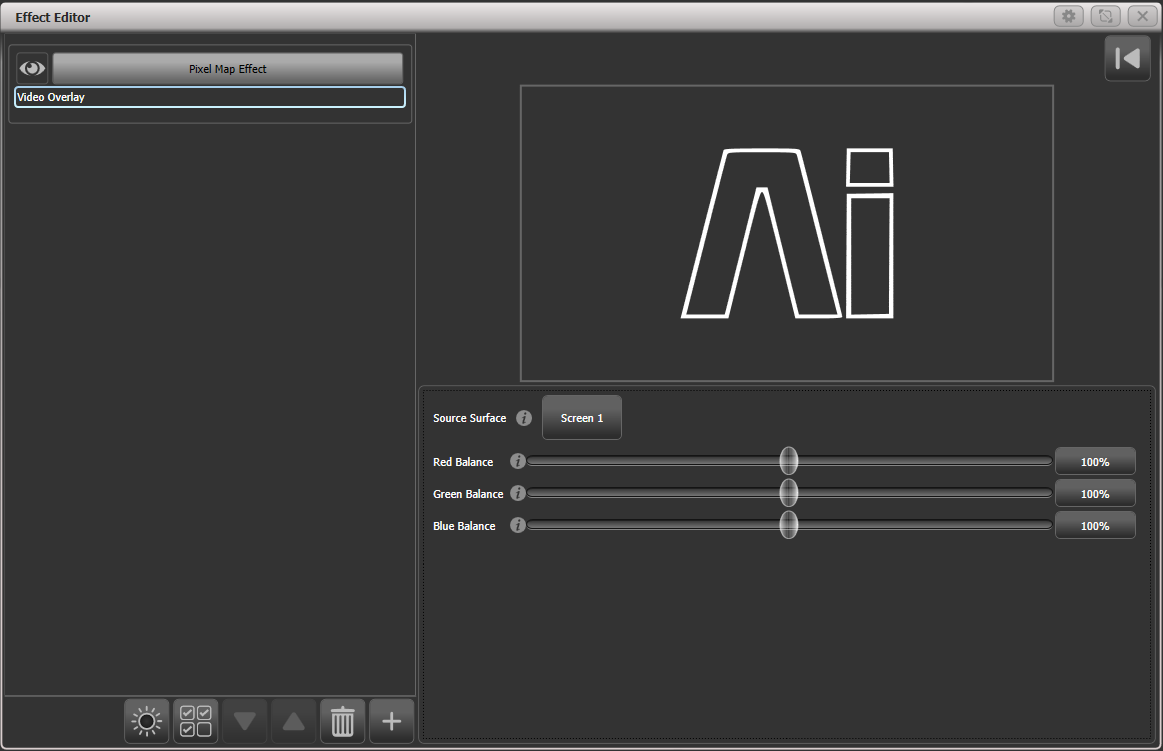 Effect Editor
Pixel Map Effect
Video Overlay
Ai
Source Surface i Screen 1
Red Balance i 100%
Green Balance i 100%
Blue Balance i 100%